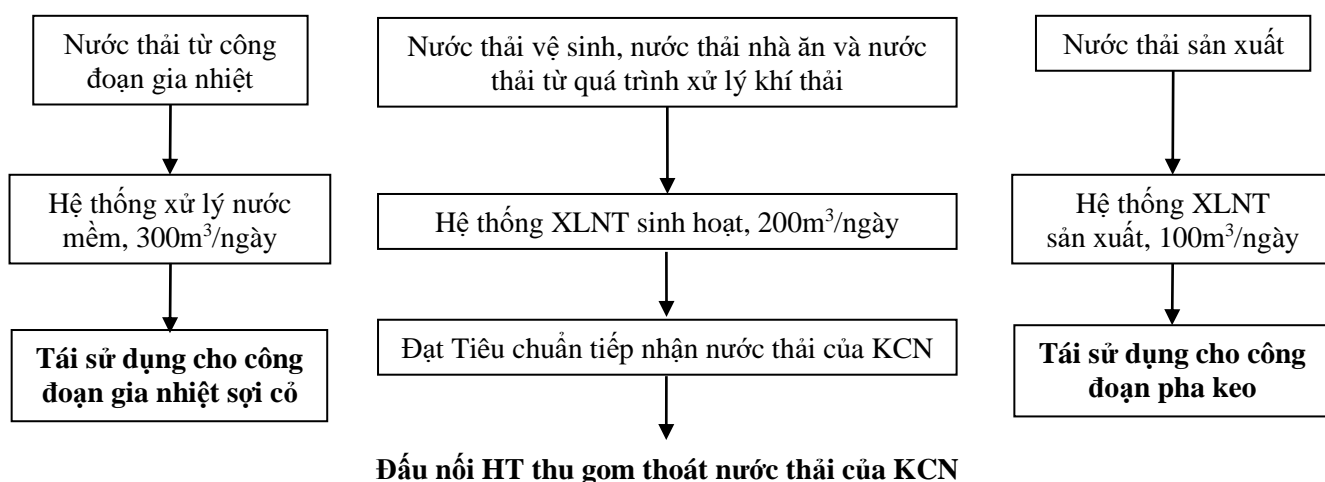 Nước thải từ công
đoạn gia nhiệt
Nước thải vệ sinh, nước thải nhà ăn và nước
thải từ quá trình xử lý khí thải
Nước thải sản xuất
Hệ thống xử lý nước
mềm, 300m³/ngày
Hệ thống XLNT sinh hoạt, 200m³/ngày
Hệ thống XLNT
sản xuất, 100m³/ngày
Tái sử dụng cho công
đoạn gia nhiệt sợi cỏ
Đạt Tiêu chuẩn tiếp nhận nước thải của KCN
Tái sử dụng cho công
đoạn pha keo
Đấu nối HT thu gom thoát nước thải của KCN